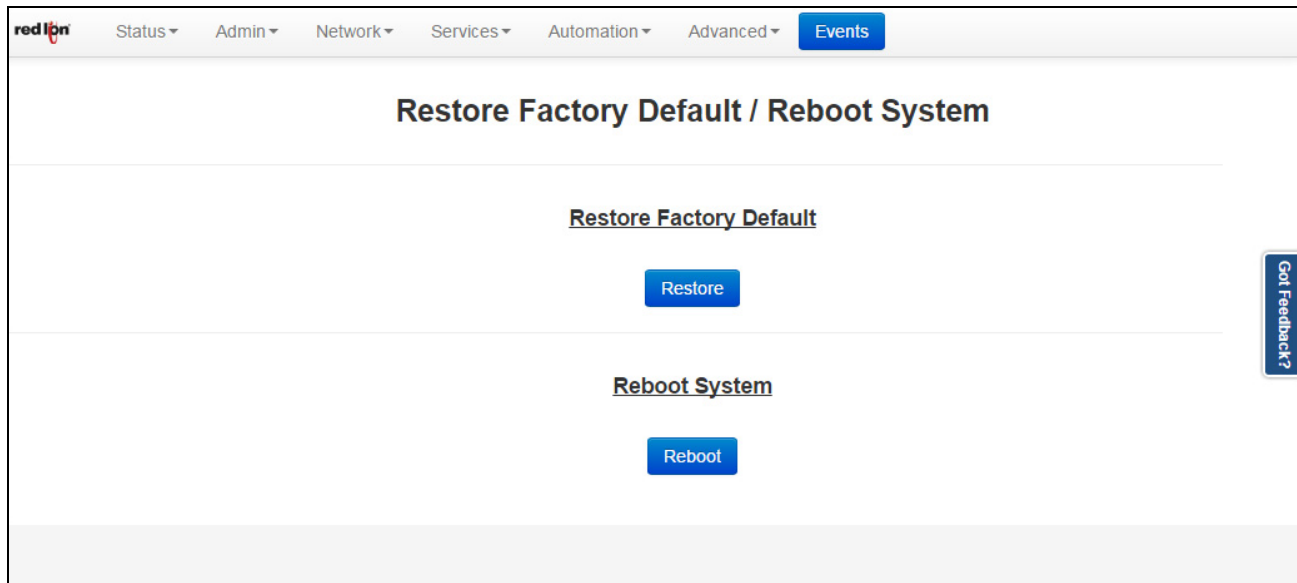 red lion
Status Admin Network Services Automation Advanced Events
Restore Factory Default / Reboot System
Restore Factory Default
Restore
Got Feedback?
Reboot System
Reboot